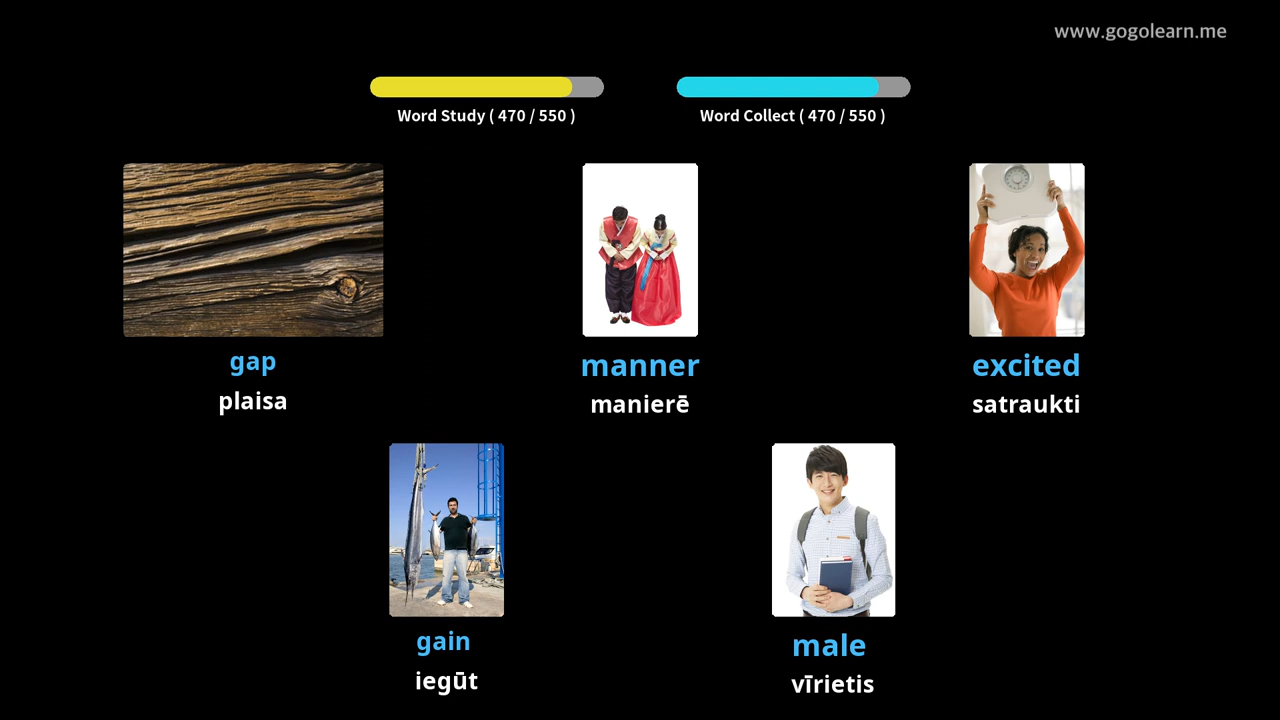 www.gogolearn.me
Word Study ( 470 / 550 )
Word Collect ( 470 / 550 )
gap
plaisa
manner
manierē
excited
satraukti
gain
iegūt
male
vīrietis